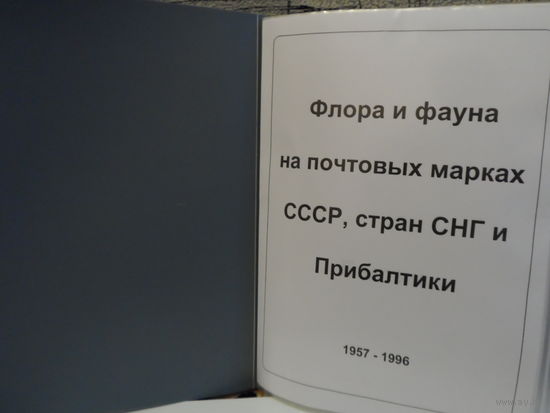 Флора и фауна
на почтовых марках
СССР, стран СНГ и
Прибалтики
1957 - 1996